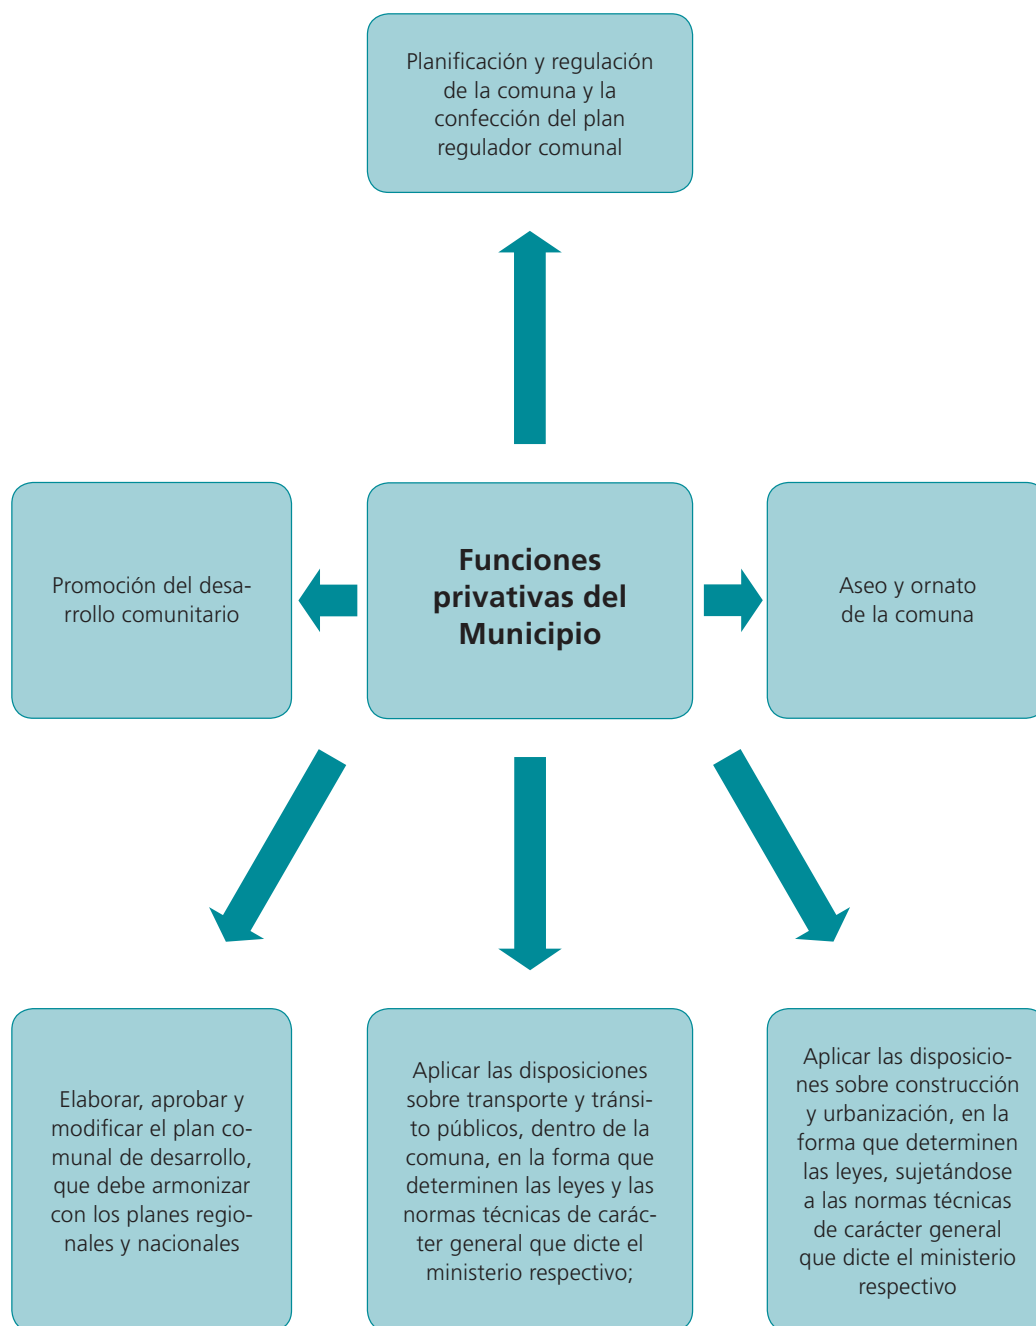 Planificación y regulación
de la comuna y la
confección del plan
regulador comunal
Promoción del desa-
rrollo comunitario
Funciones
privativas del
Municipio
Aseo y ornato
de la comuna
Elaborar, aprobar y
modificar el plan co-
munal de desarrollo,
que debe armonizar
con los planes regio-
nales y nacionales
Aplicar las disposiciones
sobre transporte y tránsi-
to públicos, dentro de la
comuna, en la forma que
determinen las leyes y las
normas técnicas de carác-
ter general que dicte el
ministerio respectivo;
Aplicar las disposicio-
nes sobre construcción
y urbanización, en la
forma que determinen
las leyes, sujetándose
a las normas técnicas
de carácter general
que dicte el ministerio
respectivo